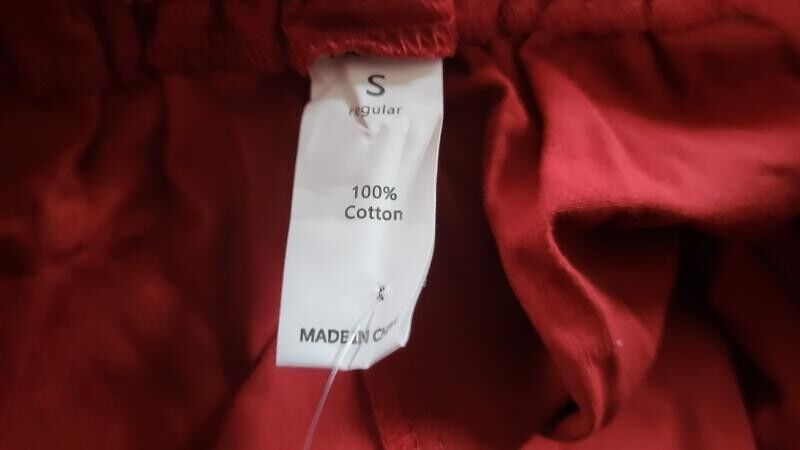 S
regular
100%
Cotton
MADE IN